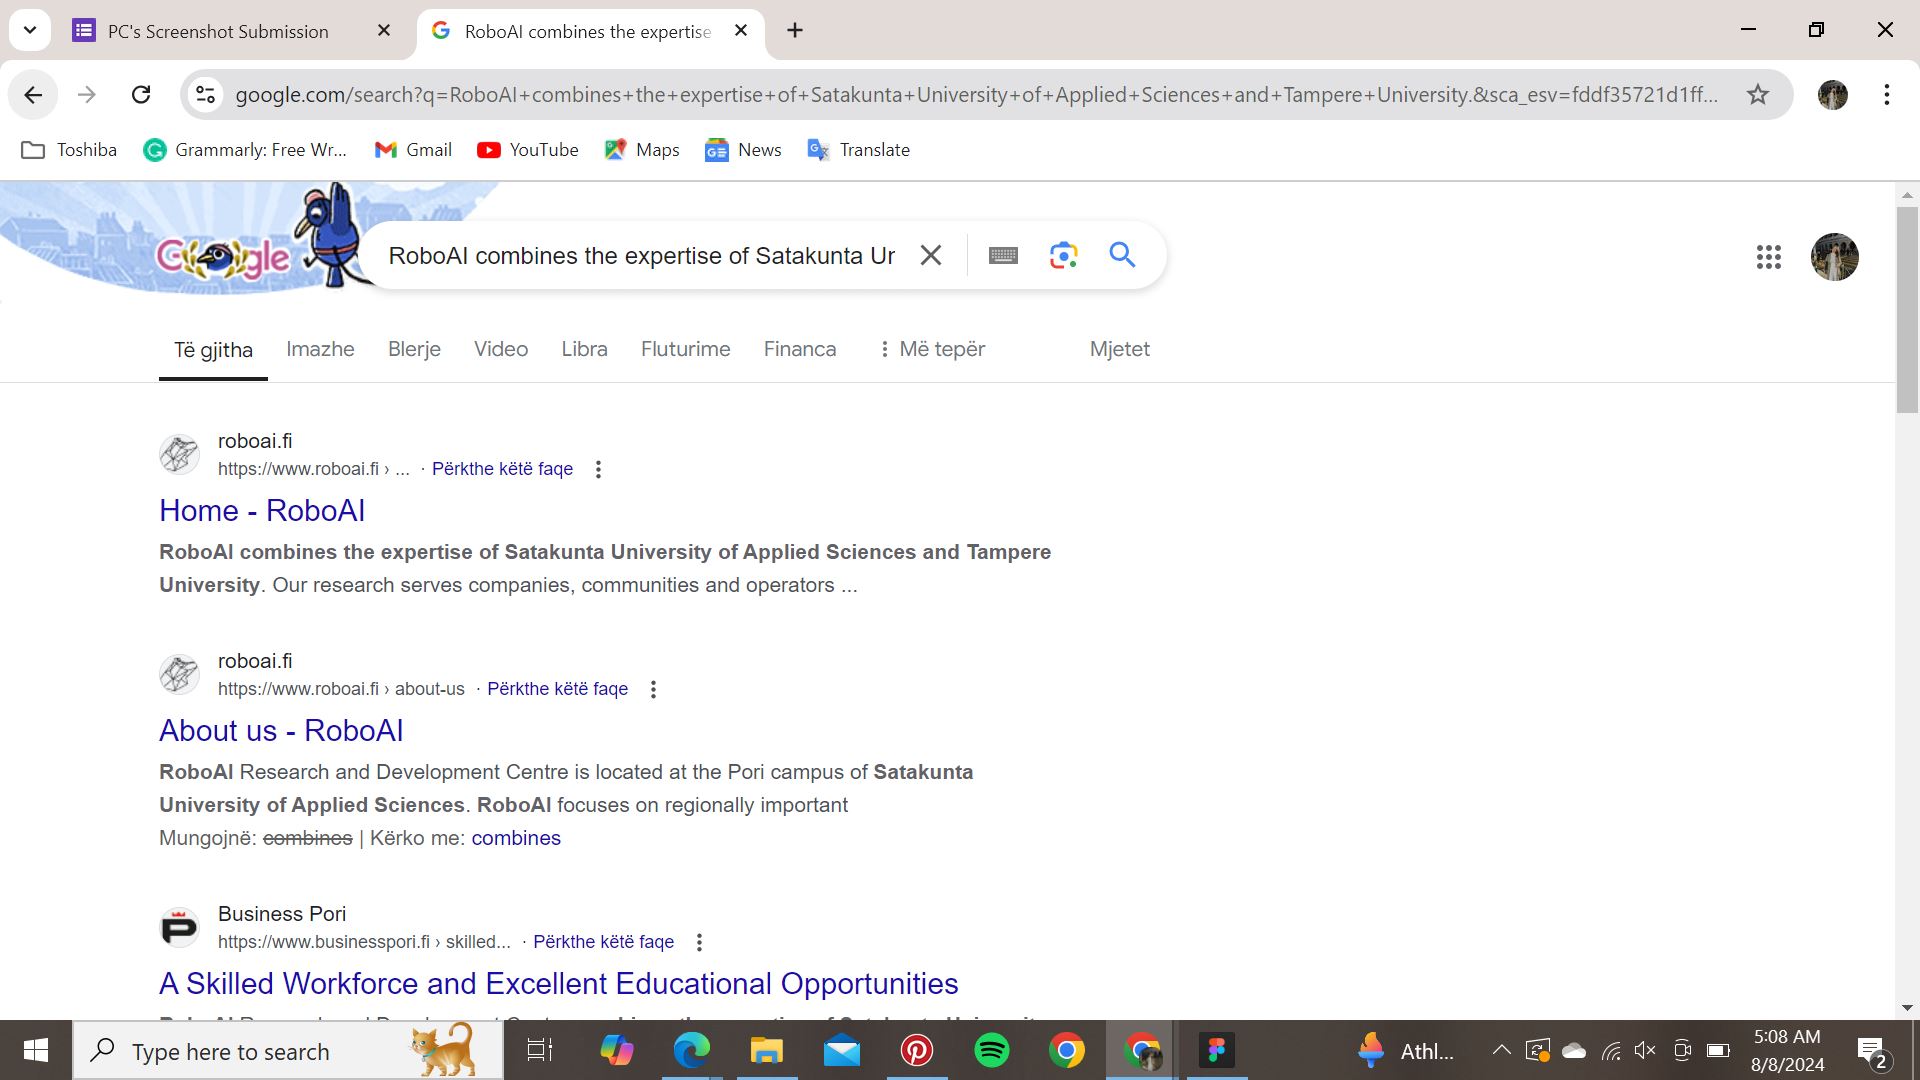 PC's Screenshot Submission
RoboAI combines the expertise
google.com/search?q=RoboAI+combines+the+expertise+of+Satakunta+University+of+Applied+Sciences+and+Tampere+University.&sca_esv=fddf35721d1ff...
Toshiba Grammarly: Free Wr... Gmail YouTube Maps News Translate
Google RoboAI combines the expertise of Satakunta Ur
Të gjitha Imazhe Blerje Video Libra Fluturime Financa Më tepër Mjetet
roboai.fi
https://www.roboai.fi › ... · Përkthe këtë faqe
Home - RoboAI
RoboAI combines the expertise of Satakunta University of Applied Sciences and Tampere
University. Our research serves companies, communities and operators ...
roboai.fi
https://www.roboai.fi › about-us · Përkthe këtë faqe
About us - RoboAI
RoboAI Research and Development Centre is located at the Pori campus of Satakunta
University of Applied Sciences. RoboAI focuses on regionally important
Mungojnë: combines | Kërko me: combines
Business Pori
https://www.businesspori.fi › skilled... · Përkthe këtë faqe
A Skilled Workforce and Excellent Educational Opportunities
Type here to search
Athl...
5:08 AM
8/8/2024
2